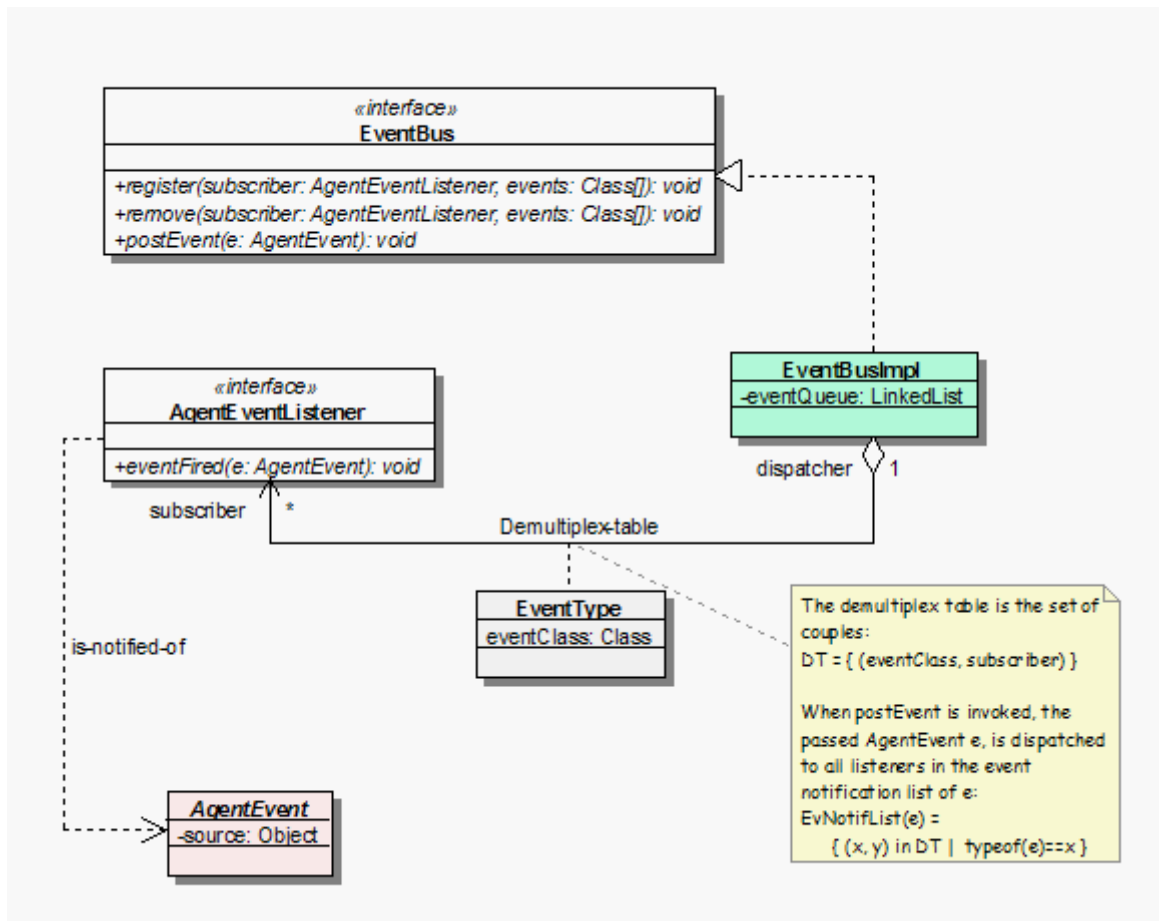 «interface»
EventBus
+register(subscriber: AgentEventListener, events: Class[]): void
+remove(subscriber: AgentEventListener, events: Class[]): void
+postEvent(e: AgentEvent): void
EventBusImpl
-eventQueue: LinkedList
«interface»
AgentEventListener
+eventFired(e: AgentEvent): void
dispatcher 1
subscriber *
Demultiplex-table
EventType
eventClass: Class
is-notified-of
The demultiplex table is the set of
couples:
DT = { (eventClass, subscriber) }
When postEvent is invoked, the
passed AgentEvent e, is dispatched
to all listeners in the event
notification list of e:
EvNotifList(e) =
{ (x, y) in DT | typeof(e)==x }
AgentEvent
-source: Object